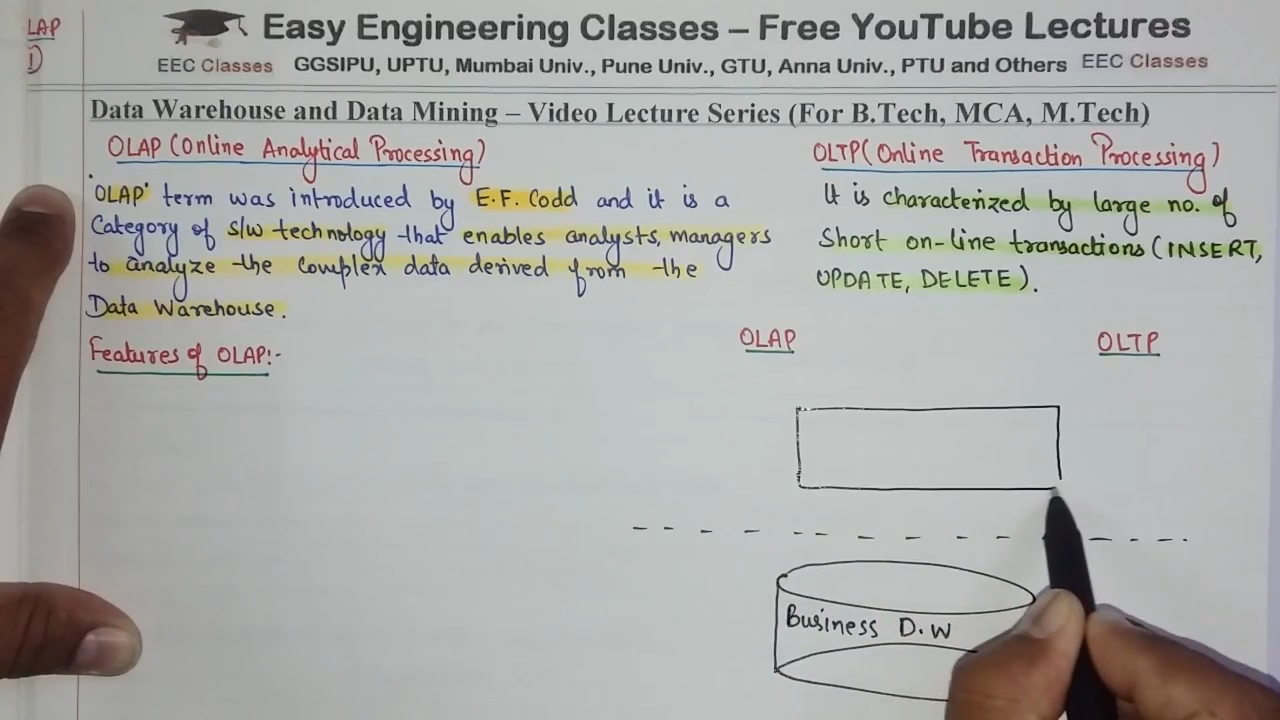 LAP
1)
Easy Engineering Classes – Free YouTube Lectures
EEC Classes GGSIPU, UPTU, Mumbai Univ., Pune Univ., GTU, Anna Univ., PTU and Others EEC Classes
Data Warehouse and Data Mining – Video Lecture Series (For B.Tech, MCA, M.Tech)
OLAP (Online Analytical Processing)
'OLAP' term was introduced by E.F. Codd and it is a
Category of s/w technology that enables analysts, managers
to analyze the complex data derived from the
Data Warehouse.
Features of OLAP:-
OLTP (Online Transaction Processing)
It is characterized by large no. of
Short on-line transactions (INSERT,
UPDATE, DELETE).
OLAP
OLTP
Business D.W